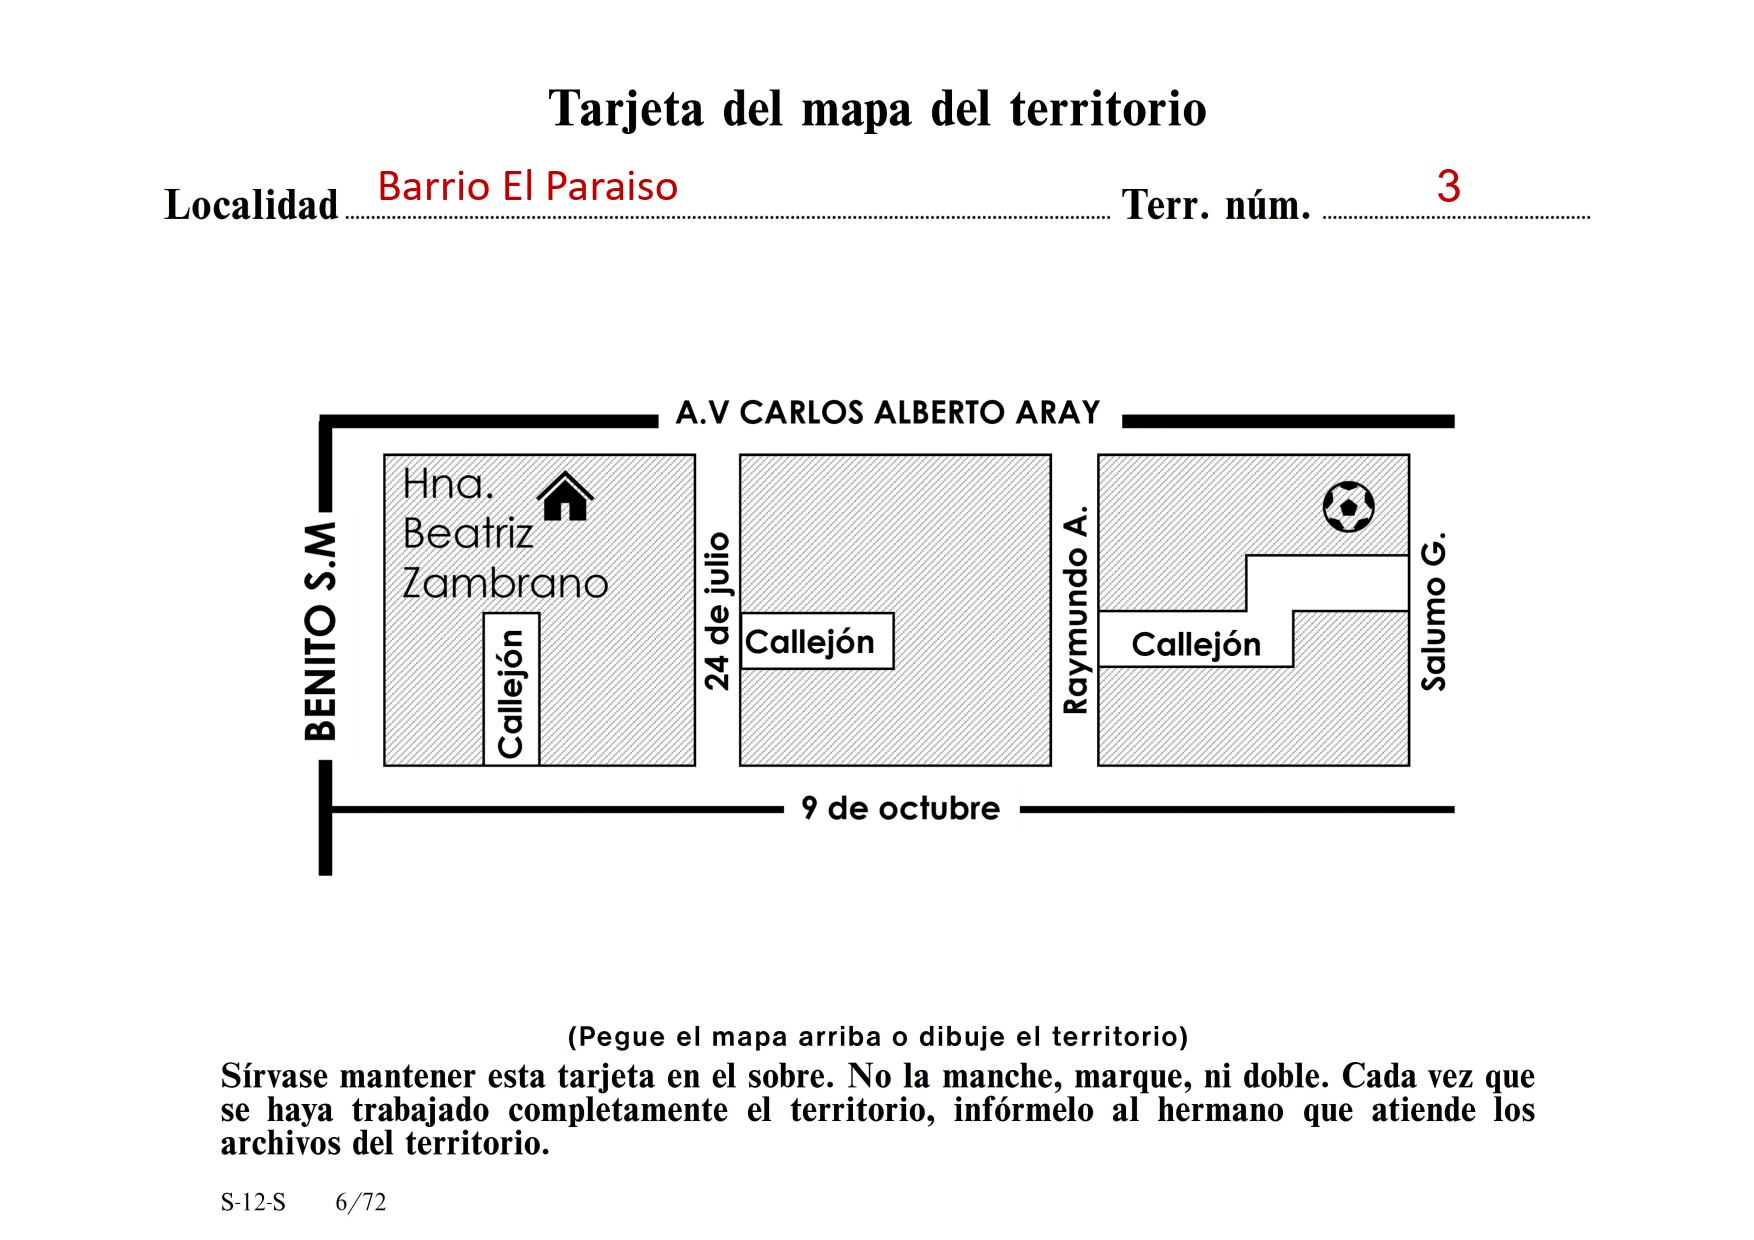 Tarjeta del mapa del territorio
Localidad Barrio El Paraiso Terr. núm. 3
A.V CARLOS ALBERTO ARAY
BENITO S.M
Hna.
Beatriz
Zambrano
Callejón
24 de julio
Callejón
Raymundo A.
Callejón
Salumo G.
9 de octubre
(Pegue el mapa arriba o dibuje el territorio)
Sírvase mantener esta tarjeta en el sobre. No la manche, marque, ni doble. Cada vez que
se haya trabajado completamente el territorio, infórmelo al hermano que atiende los
archivos del territorio.
S-12-S 6/72